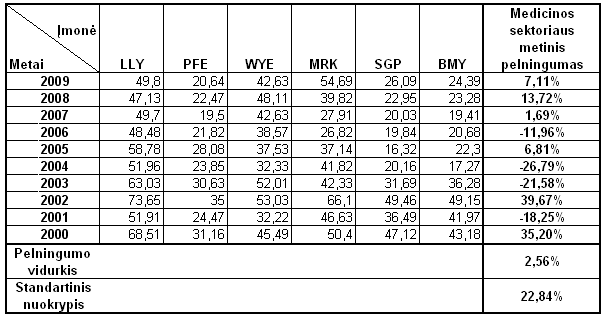 Įmonė
Metai LLY PFE WYE MRK SGP BMY Medicinos sektoriaus metinis pelningumas
2009 49,8 20,64 42,63 54,69 26,09 24,39 7,11%
2008 47,13 22,47 48,11 39,82 22,95 23,28 13,72%
2007 49,7 19,5 42,63 27,91 20,03 19,41 1,69%
2006 48,48 21,82 38,57 26,82 19,84 20,68 -11,96%
2005 58,78 28,08 37,53 37,14 16,32 22,3 6,81%
2004 51,96 23,85 32,33 41,82 20,16 17,27 -26,79%
2003 63,03 30,63 52,01 42,33 31,69 36,28 -21,58%
2002 73,65 35 53,03 66,1 49,46 49,15 39,67%
2001 51,91 24,47 32,22 46,63 36,49 41,97 -18,25%
2000 68,51 31,16 45,49 50,4 47,12 43,18 35,20%
Pelningumo vidurkis 2,56%
Standartinis nuokrypis 22,84%